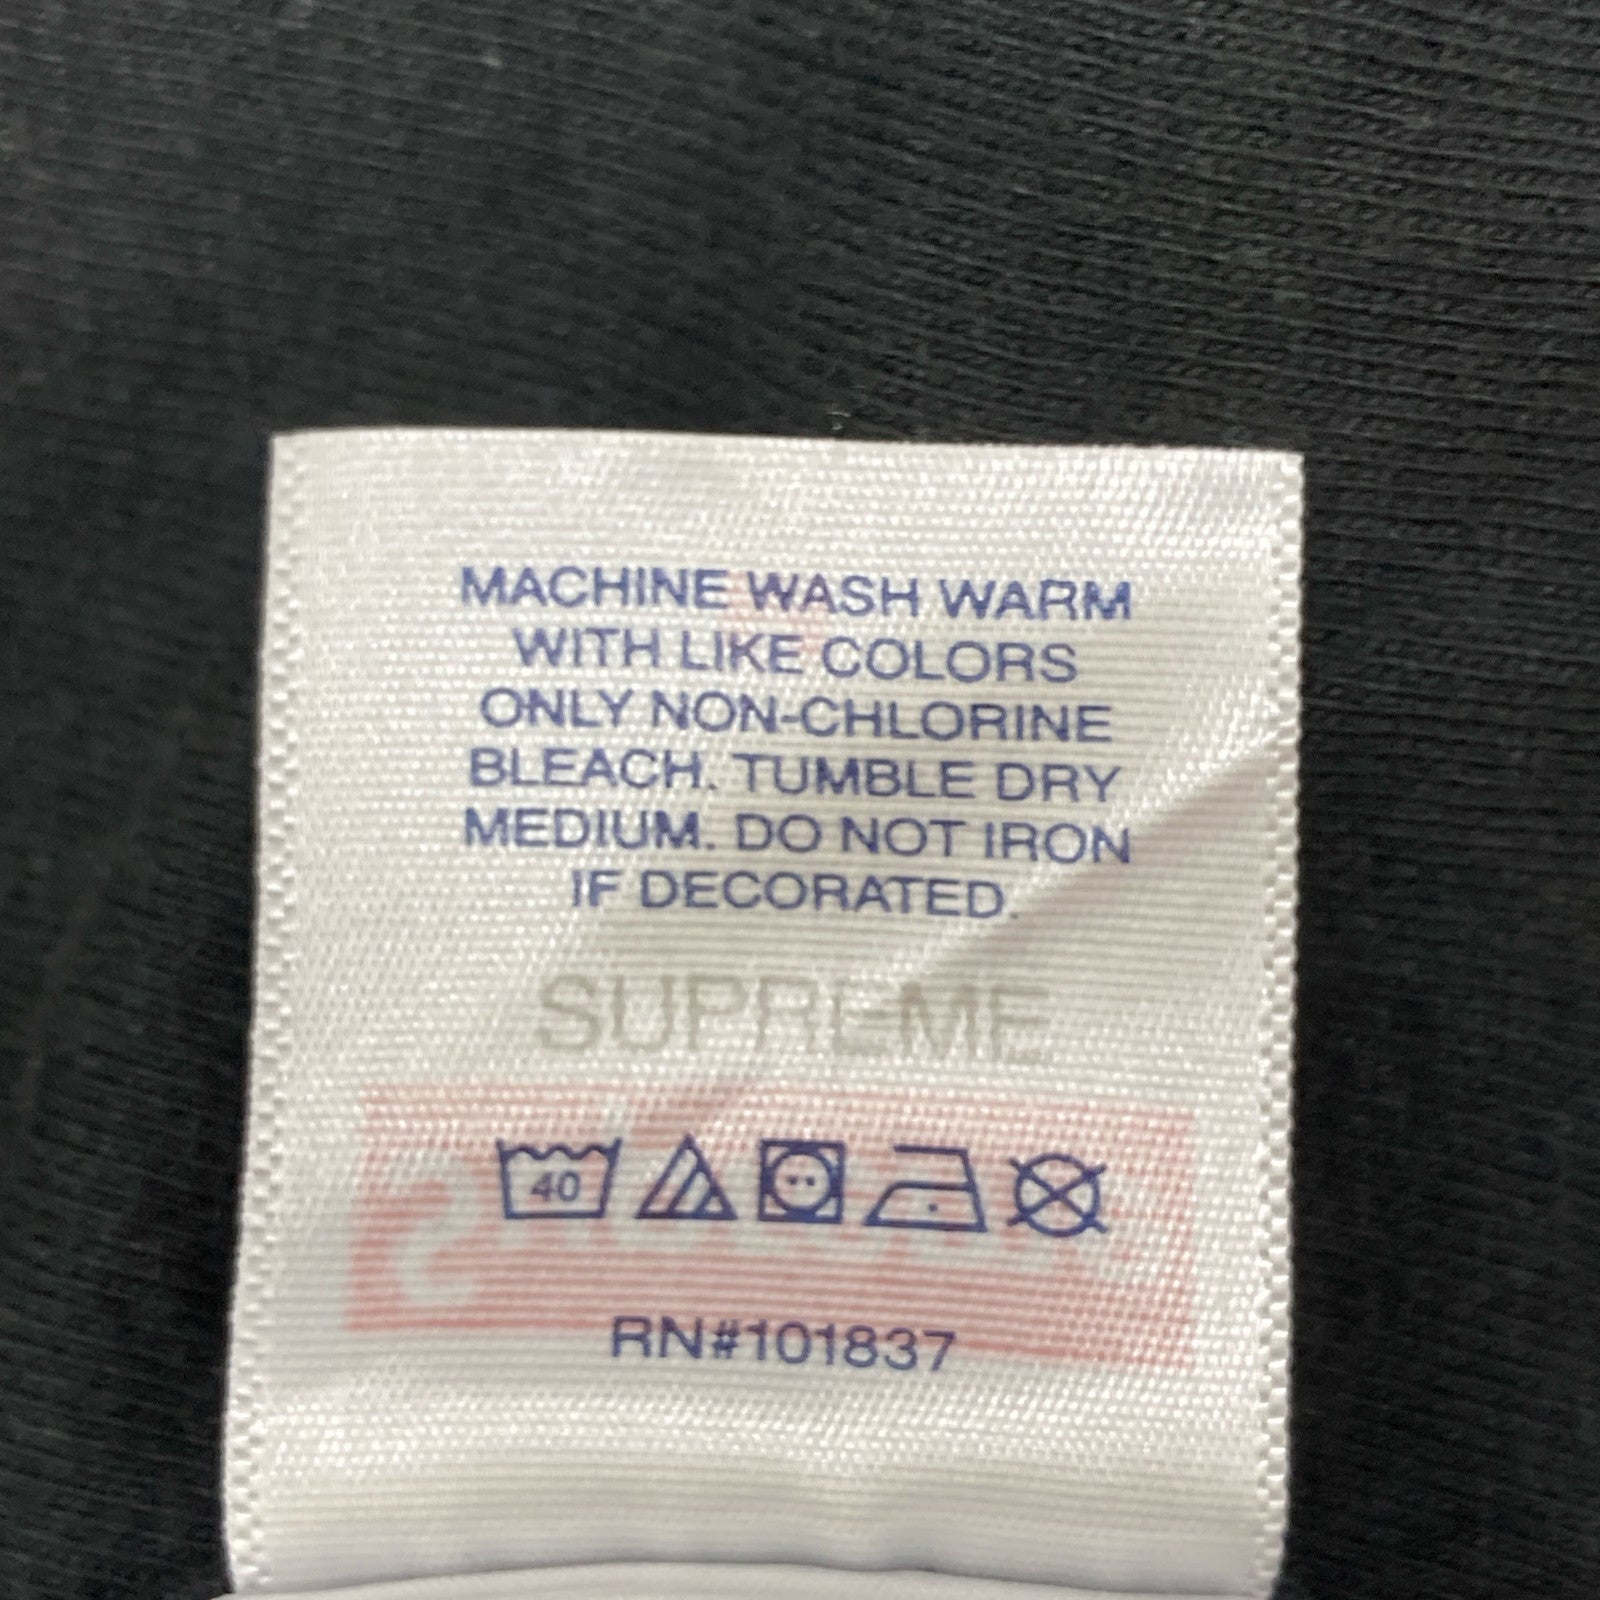 MACHINE WASH WARM
WITH LIKE COLORS
ONLY NON-CHLORINE
BLEACH. TUMBLE DRY
MEDIUM. DO NOT IRON
IF DECORATED.
SUPREME
40
RN#101837